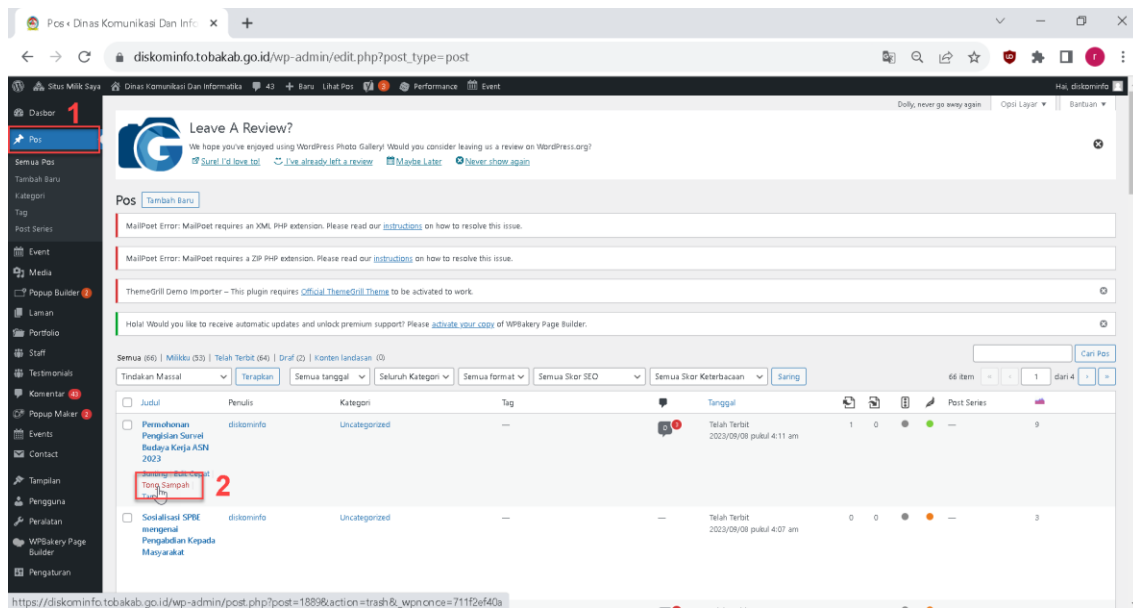 Pos ‹ Dinas Komunikasi Dan Info
diskominfo.tobakab.go.id/wp-admin/edit.php?post_type=post
Situs Milik Saya Dinas Komunikasi Dan Informatika 43 + Baru Lihat Pos 3 Performance Event Hai, diskominfo
Dolly, never go away again Opsi Layar ▼ Bantuan ▼
Dasbor
1
Pos
Semua Pos
Tambah Baru
Kategori
Tag
Post Series
Event
Media
Popup Builder 2
Laman
Portfolio
Staff
Testimonials
Komentar 43
Popup Maker 2
Events
Contact
Tampilan
Pengguna
Peralatan
WPBakery Page
Builder
Pengaturan
Leave A Review?
We hope you've enjoyed using WordPress Photo Gallery! Would you consider leaving us a review on WordPress.org?
Sure! I'd love to! I've already left a review Maybe Later Never show again
Pos Tambah Baru
MailPoet Error: MailPoet requires an XML PHP extension. Please read our instructions on how to resolve this issue.
MailPoet Error: MailPoet requires a ZIP PHP extension. Please read our instructions on how to resolve this issue.
ThemeGrill Demo Importer – This plugin requires Official ThemeGrill Theme to be activated to work.
Hola! Would you like to receive automatic updates and unlock premium support? Please activate your copy of WPBakery Page Builder.
Semua (66) | Milikku (53) | Telah Terbit (64) | Draf (2) | Konten landasan (0)
Cari Pos
Tindakan Massal Terapkan Semua tanggal Seluruh Kategori Semua format Semua Skor SEO Semua Skor Keterbacaan Saring 66 item « ‹ 1 dari 4 › »
Judul Penulis Kategori Tag Tanggal Post Series
Permohonan
Pengisian Survei
Budaya Kerja ASN
2023
diskominfo Uncategorized — 0 3 Telah Terbit
2023/09/08 pukul 4:11 am
1 0 — 9
Sunting | Edit Cepat |
Tong Sampah |
2
Sosialisasi SPBE
mengenai
Pengabdian Kepada
Masyarakat
diskominfo Uncategorized — — Telah Terbit
2023/09/08 pukul 4:07 am
0 0 — 3
https://diskominfo.tobakab.go.id/wp-admin/post.php?post=1889&action=trash&_wpnonce=711f2ef40a